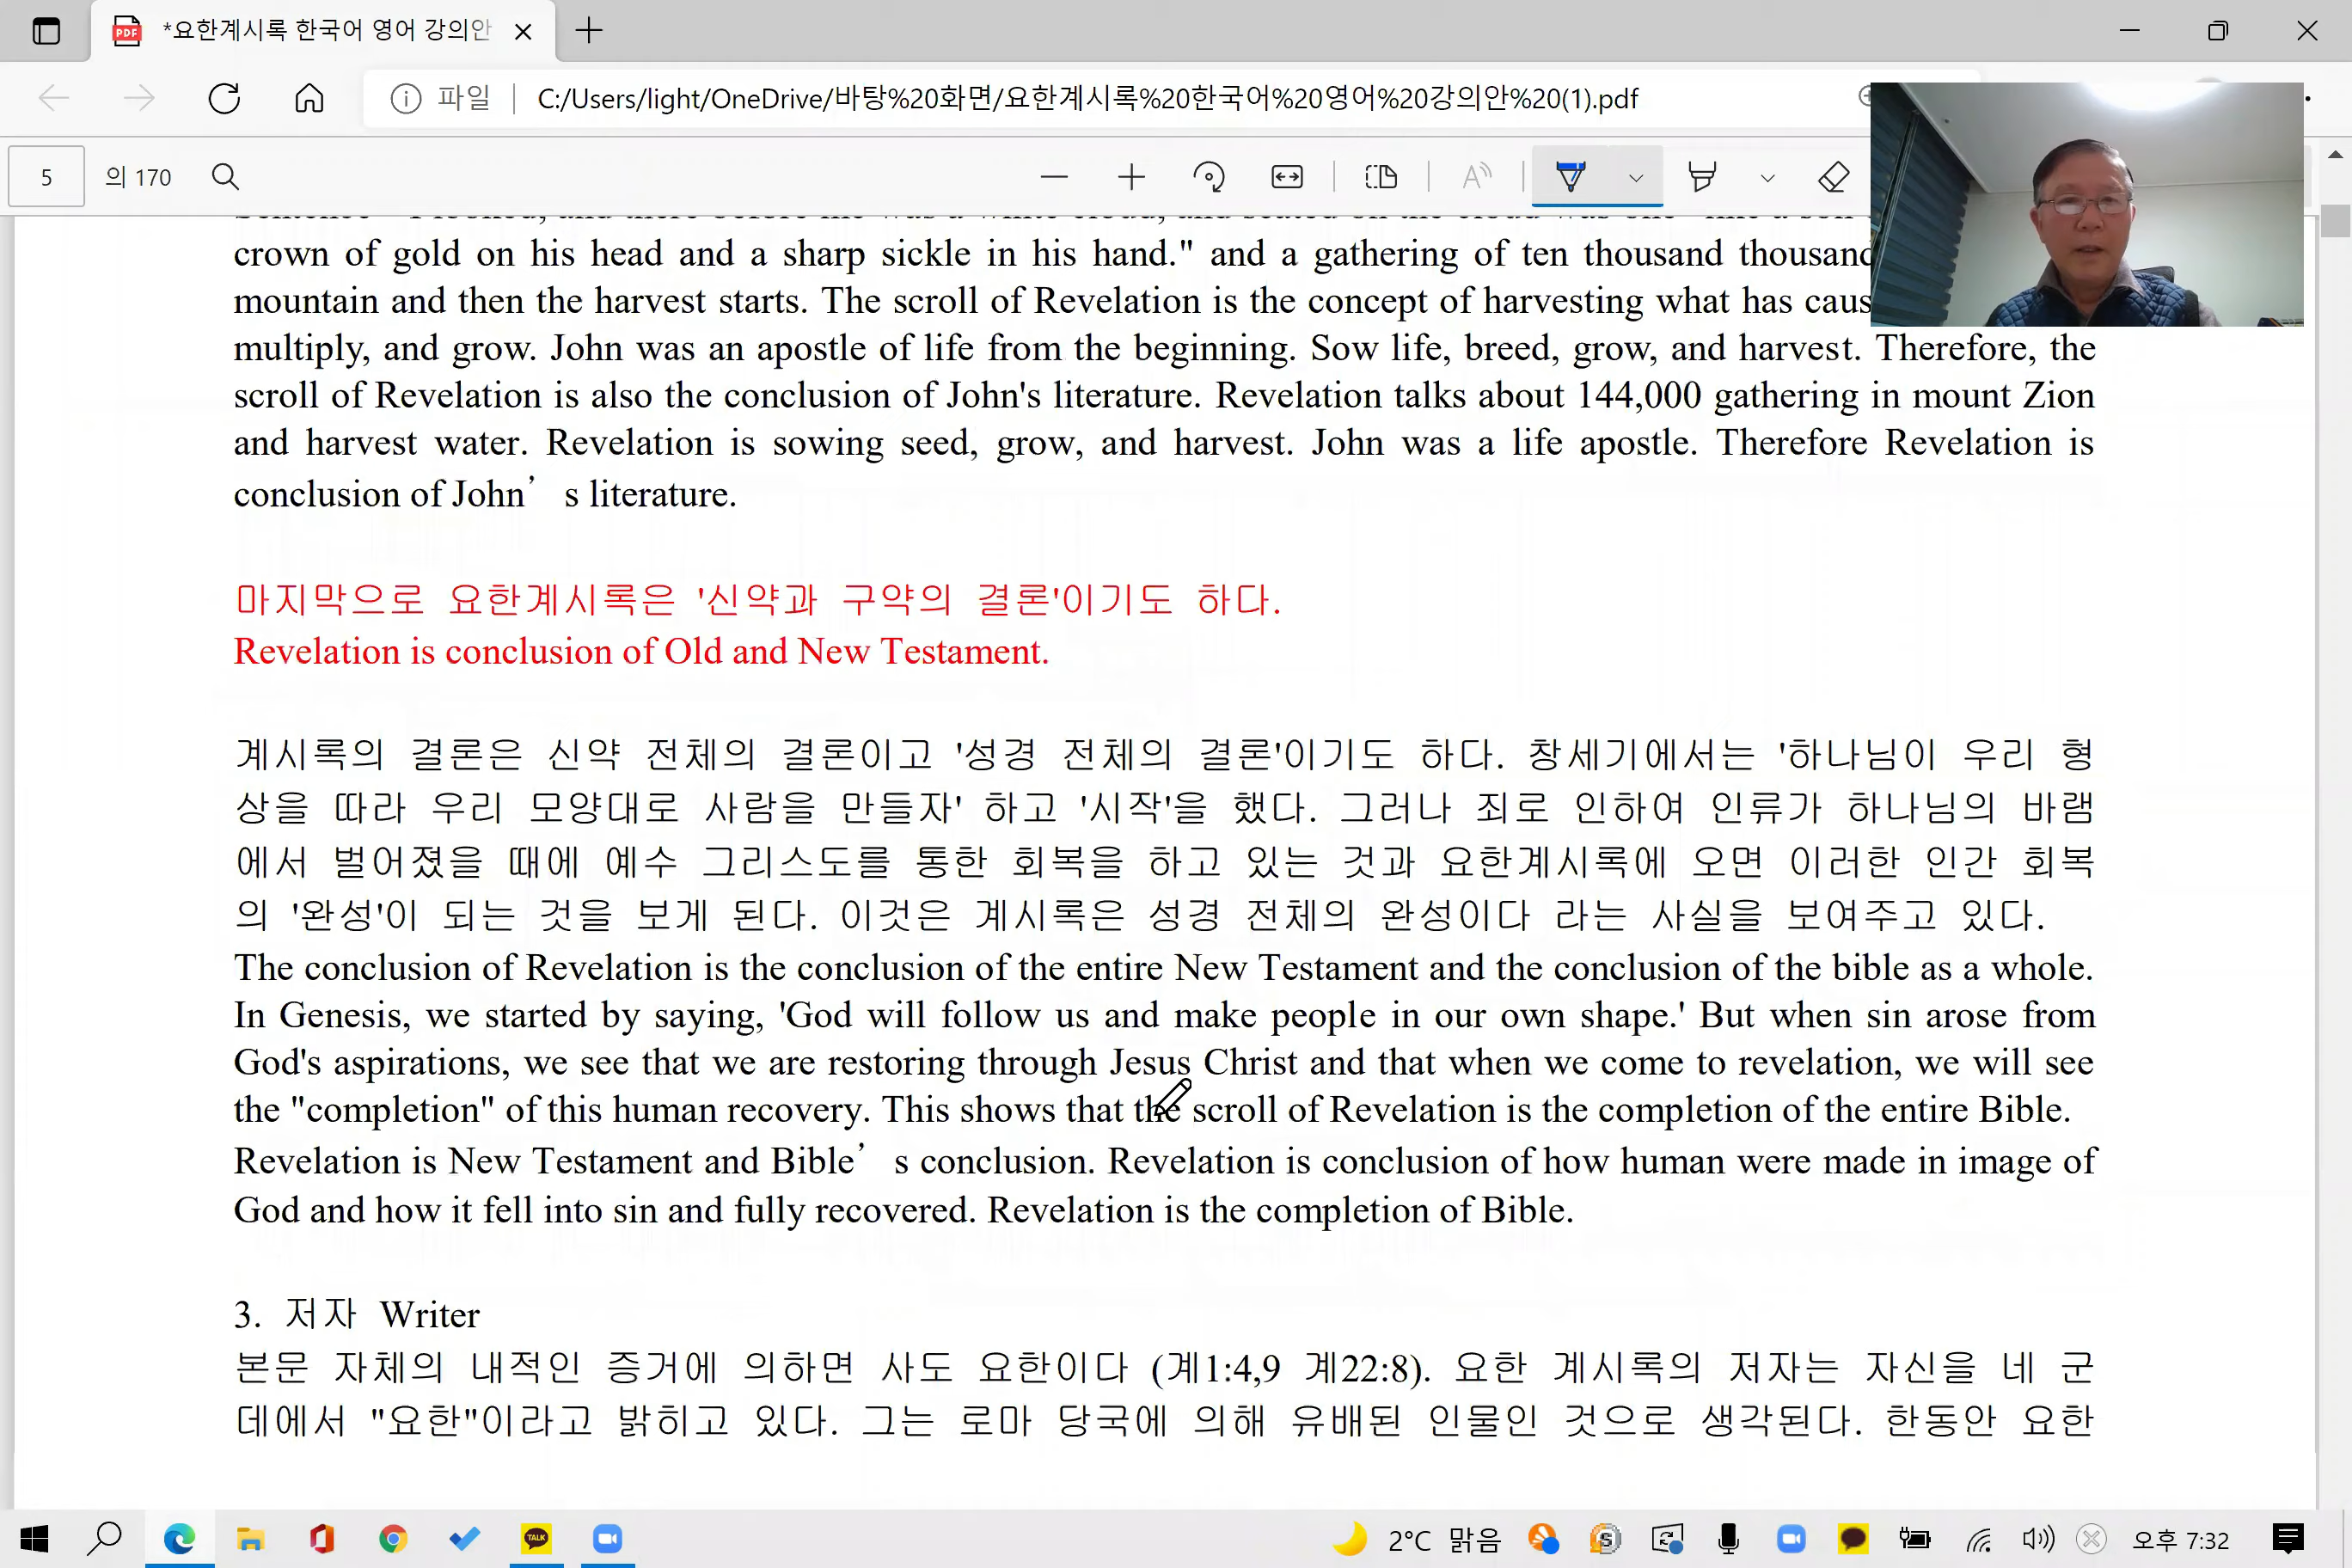 *요한계시록 한국어 영어 강의안
파일 C:/Users/light/OneDrive/바탕%20화면/요한계시록%20한국어%20영어%20강의안%20(1).pdf
5 의 170
crown of gold on his head and a sharp sickle in his hand." and a gathering of ten thousand thousand
mountain and then the harvest starts. The scroll of Revelation is the concept of harvesting what has
multiply, and grow. John was an apostle of life from the beginning. Sow life, breed, grow, and harvest. Therefore, the
scroll of Revelation is also the conclusion of John's literature. Revelation talks about 144,000 gathering in mount Zion
and harvest water. Revelation is sowing seed, grow, and harvest. John was a life apostle. Therefore Revelation is
conclusion of John’ s literature.
마지막으로 요한계시록은 '신약과 구약의 결론'이기도 하다.
Revelation is conclusion of Old and New Testament.
계시록의 결론은 신약 전체의 결론이고 '성경 전체의 결론'이기도 하다. 창세기에서는 '하나님이 우리 형
상을 따라 우리 모양대로 사람을 만들자' 하고 '시작'을 했다. 그러나 죄로 인하여 인류가 하나님의 바램
에서 벌어졌을 때에 예수 그리스도를 통한 회복을 하고 있는 것과 요한계시록에 오면 이러한 인간 회복
의 '완성'이 되는 것을 보게 된다. 이것은 계시록은 성경 전체의 완성이다 라는 사실을 보여주고 있다.
The conclusion of Revelation is the conclusion of the entire New Testament and the conclusion of the bible as a whole.
In Genesis, we started by saying, 'God will follow us and make people in our own shape.' But when sin arose from
God's aspirations, we see that we are restoring through Jesus Christ and that when we come to revelation, we will see
the "completion" of this human recovery. This shows that the scroll of Revelation is the completion of the entire Bible.
Revelation is New Testament and Bible’ s conclusion. Revelation is conclusion of how human were made in image of
God and how it fell into sin and fully recovered. Revelation is the completion of Bible.
3. 저자 Writer
본문 자체의 내적인 증거에 의하면 사도 요한이다 (계1:4,9 계22:8). 요한 계시록의 저자는 자신을 네 군
데에서 "요한"이라고 밝히고 있다. 그는 로마 당국에 의해 유배된 인물인 것으로 생각된다. 한동안 요한
2°C 맑음 오후 7:32